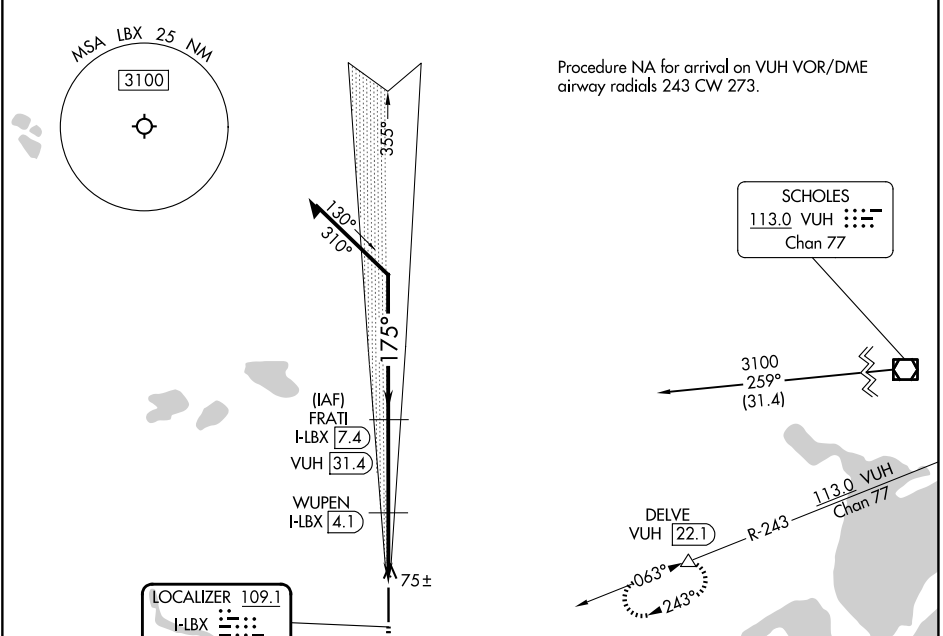 MSA LBX 25 NM
3100
Procedure NA for arrival on VUH VOR/DME
airway radials 243 CW 273.
355°
130°
310°
175°
SCHOLES
113.0 VUH
Chan 77
3100
259°
(31.4)
(IAF)
FRATI
I-LBX 7.4
VUH 31.4
WUPEN
I-LBX 4.1
75±
113.0 VUH
Chan 77
R-243
DELVE
VUH 22.1
063°
243°
LOCALIZER 109.1
I-LBX